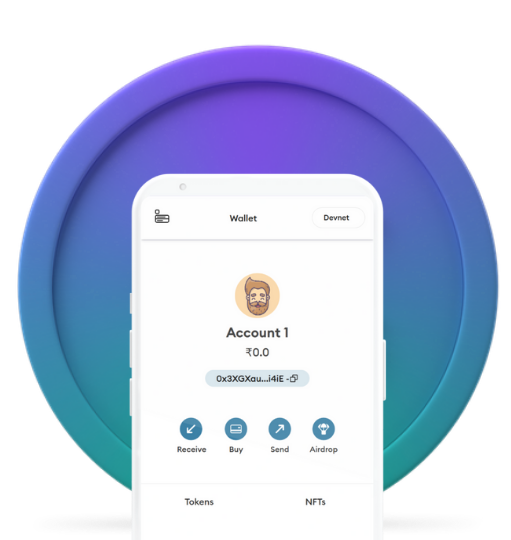 Wallet Devnet
Account 1
₹0.0
0x3XGXau...i4iE -
Receive Buy Send Airdrop
Tokens NFTs